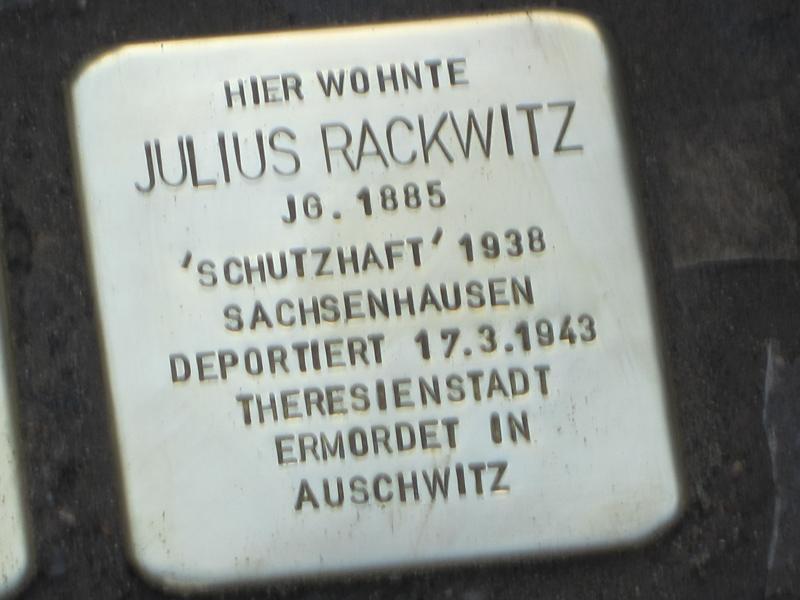 HIER WOHNTE
JULIUS RACKWITZ
JG. 1885
'SCHUTZHAFT' 1938
SACHSENHAUSEN
DEPORTIERT 17.3.1943
THERESIENSTADT
ERMORDET IN
AUSCHWITZ